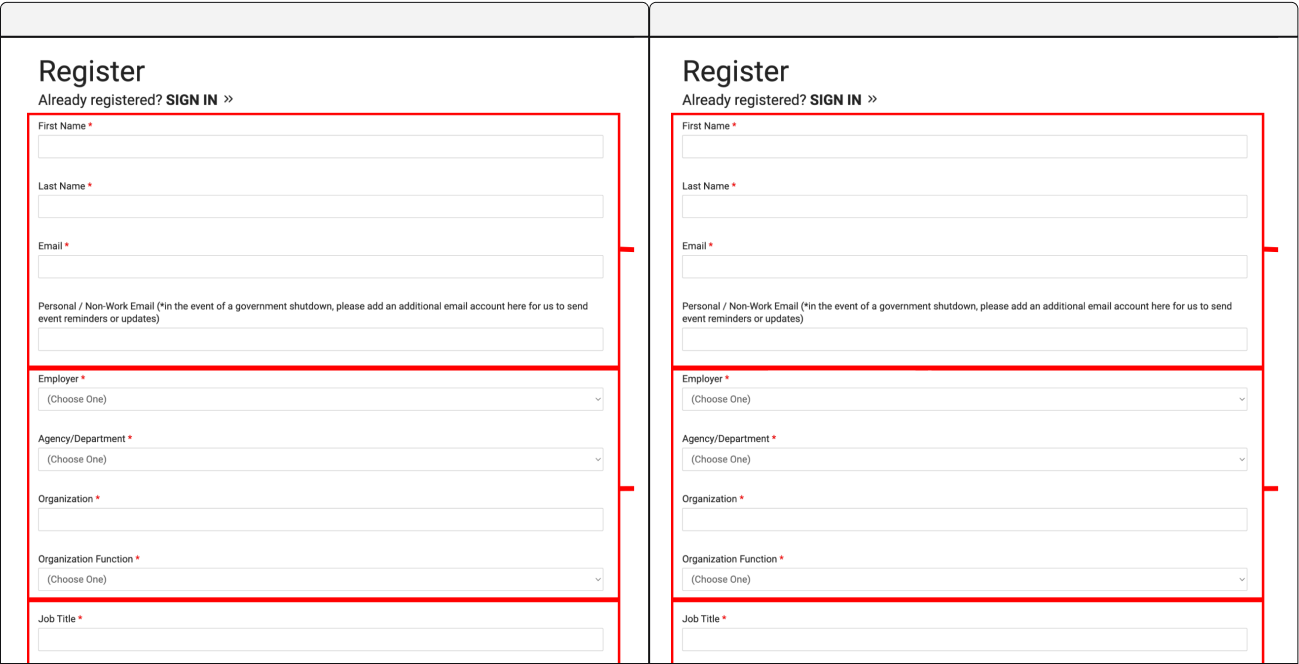 Register
Already registered? SIGN IN »
First Name *
Last Name *
Email *
Personal / Non-Work Email (*in the event of a government shutdown, please add an additional email account here for us to send
event reminders or updates)
Employer *
(Choose One)
Agency/Department *
(Choose One)
Organization *
Organization Function *
(Choose One)
Job Title *
Register
Already registered? SIGN IN »
First Name *
Last Name *
Email *
Personal / Non-Work Email (*in the event of a government shutdown, please add an additional email account here for us to send
event reminders or updates)
Employer *
(Choose One)
Agency/Department *
(Choose One)
Organization *
Organization Function *
(Choose One)
Job Title *